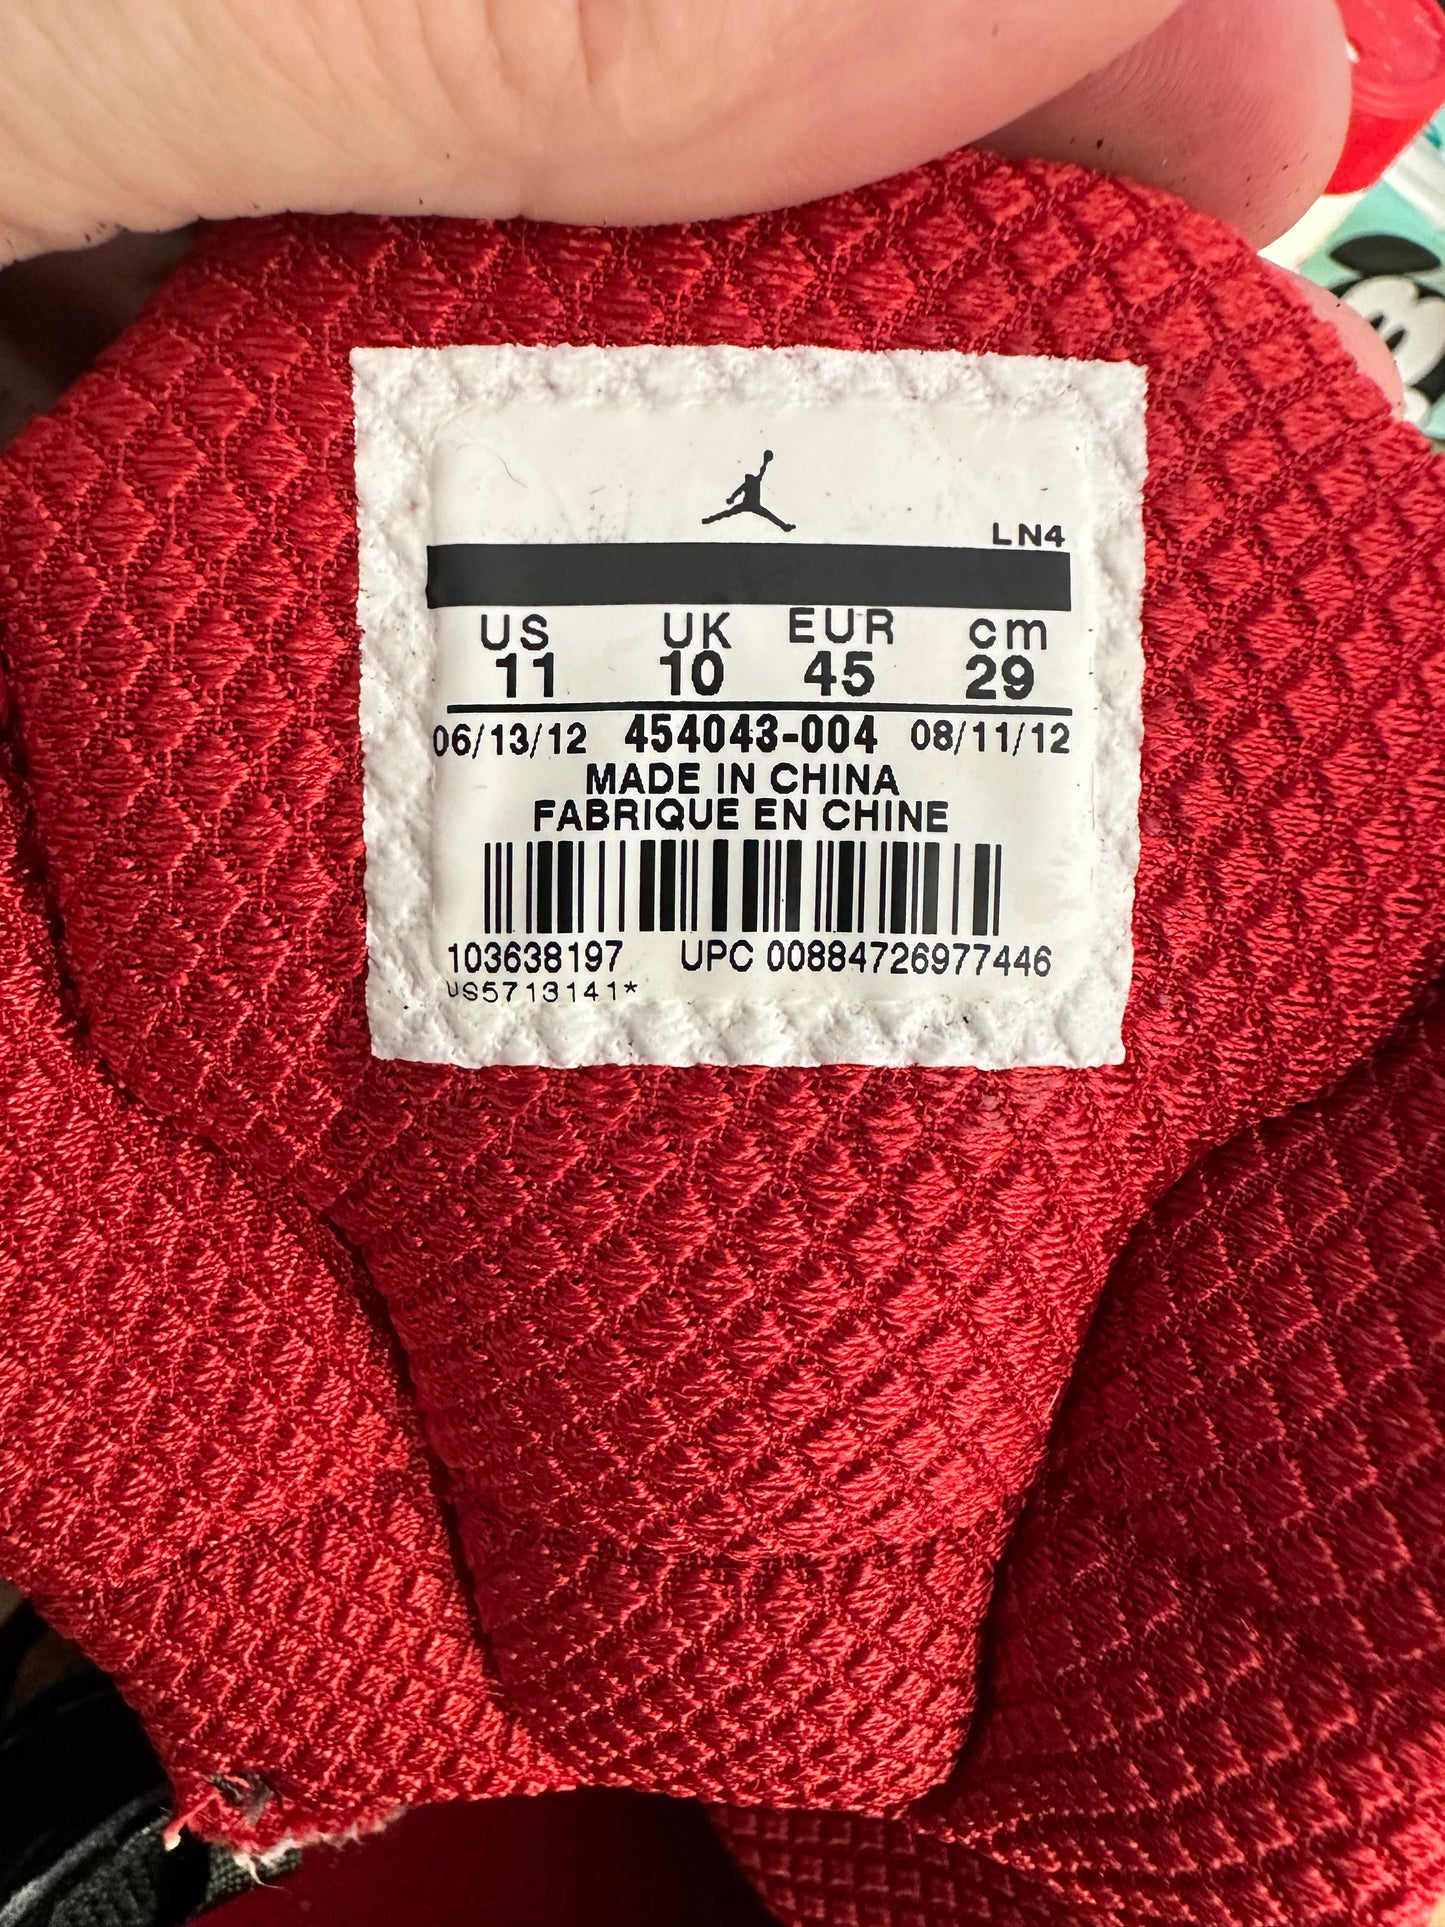 LN4
US UK EUR cm
11 10 45 29
06/13/12 454043-004 08/11/12
MADE IN CHINA
FABRIQUE EN CHINE
103638197 UPC 00884726977446
US5713141*